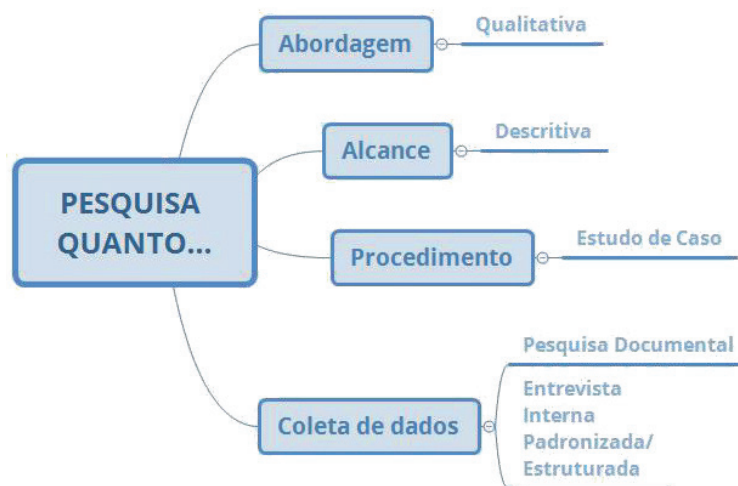 PESQUISA
QUANTO...
Abordagem
Qualitativa
Alcance
Descritiva
Procedimento
Estudo de Caso
Coleta de dados
Pesquisa Documental
Entrevista
Interna
Padronizada/
Estruturada